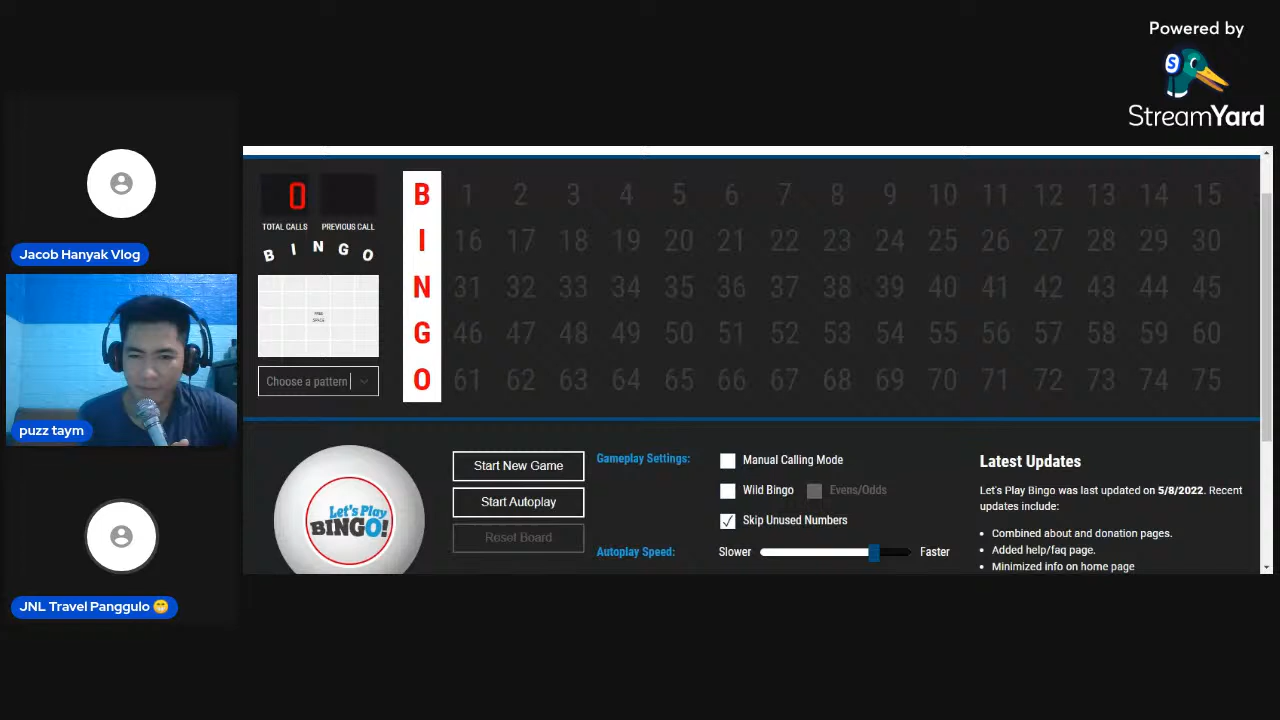 Powered by
S
StreamYard
Jacob Hanyak Vlog
puzz taym
JNL Travel Panggulo 😁
0
TOTAL CALLS PREVIOUS CALL
B I N G O
FREE
SPACE
Choose a pattern
B 1 2 3 4 5 6 7 8 9 10 11 12 13 14 15
I 16 17 18 19 20 21 22 23 24 25 26 27 28 29 30
N 31 32 33 34 35 36 37 38 39 40 41 42 43 44 45
G 46 47 48 49 50 51 52 53 54 55 56 57 58 59 60
O 61 62 63 64 65 66 67 68 69 70 71 72 73 74 75
Let's Play
BINGO!
Start New Game
Start Autoplay
Reset Board
Gameplay Settings:
Manual Calling Mode
Wild Bingo Evens/Odds
Skip Unused Numbers
Autoplay Speed: Slower Faster
Latest Updates
Let's Play Bingo was last updated on 5/8/2022. Recent
updates include:
• Combined about and donation pages.
• Added help/faq page.
• Minimized info on home page